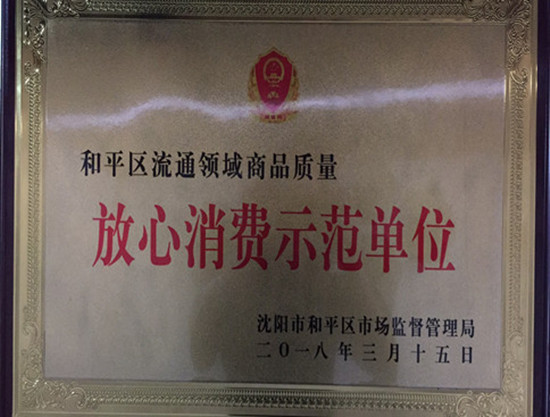 和平区流通领域商品质量
放心消费示范单位
沈阳市和平区市场监督管理局
二〇一八年三月十五日